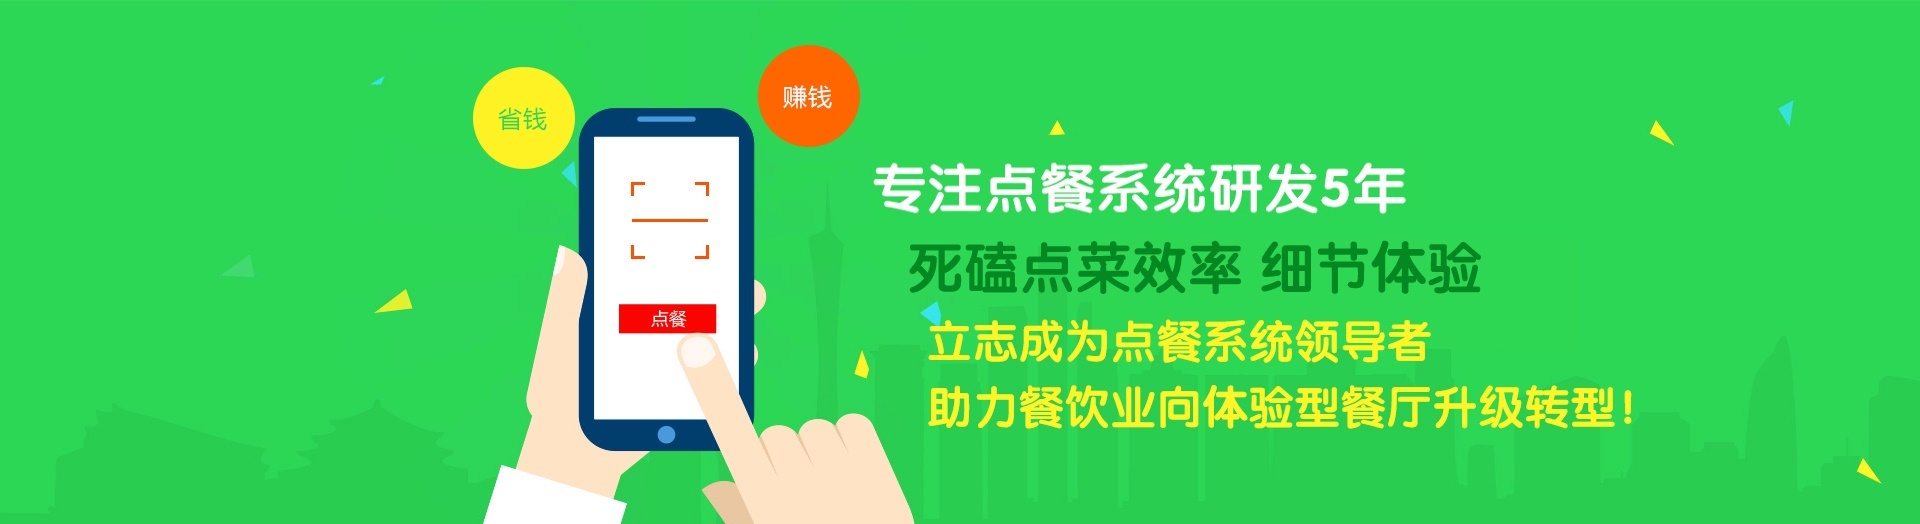 省钱
赚钱
点餐
专注点餐系统研发5年
死磕点菜效率 细节体验
立志成为点餐系统领导者
助力餐饮业向体验型餐厅升级转型！